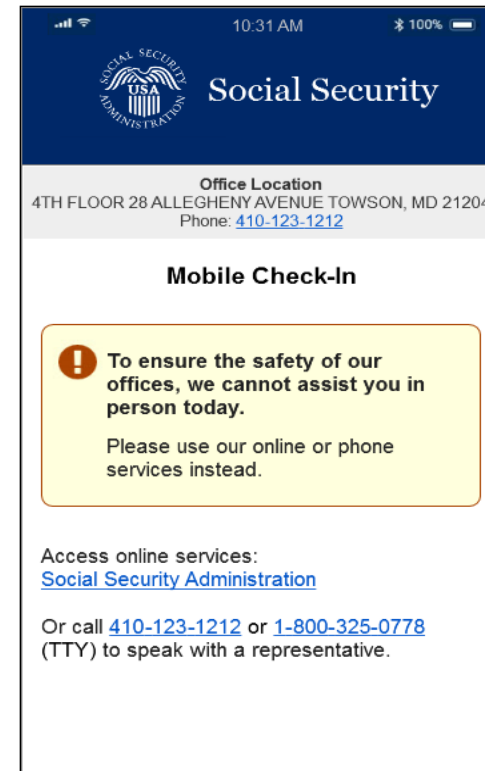 10:31 AM
100%
SOCIAL SECURITY
USA
ADMINISTRATION
Social Security
Office Location
4TH FLOOR 28 ALLEGHENY AVENUE TOWSON, MD 21204
Phone: 410-123-1212
Mobile Check-In
To ensure the safety of our
offices, we cannot assist you in
person today.
Please use our online or phone
services instead.
Access online services:
Social Security Administration
Or call 410-123-1212 or 1-800-325-0778
(TTY) to speak with a representative.